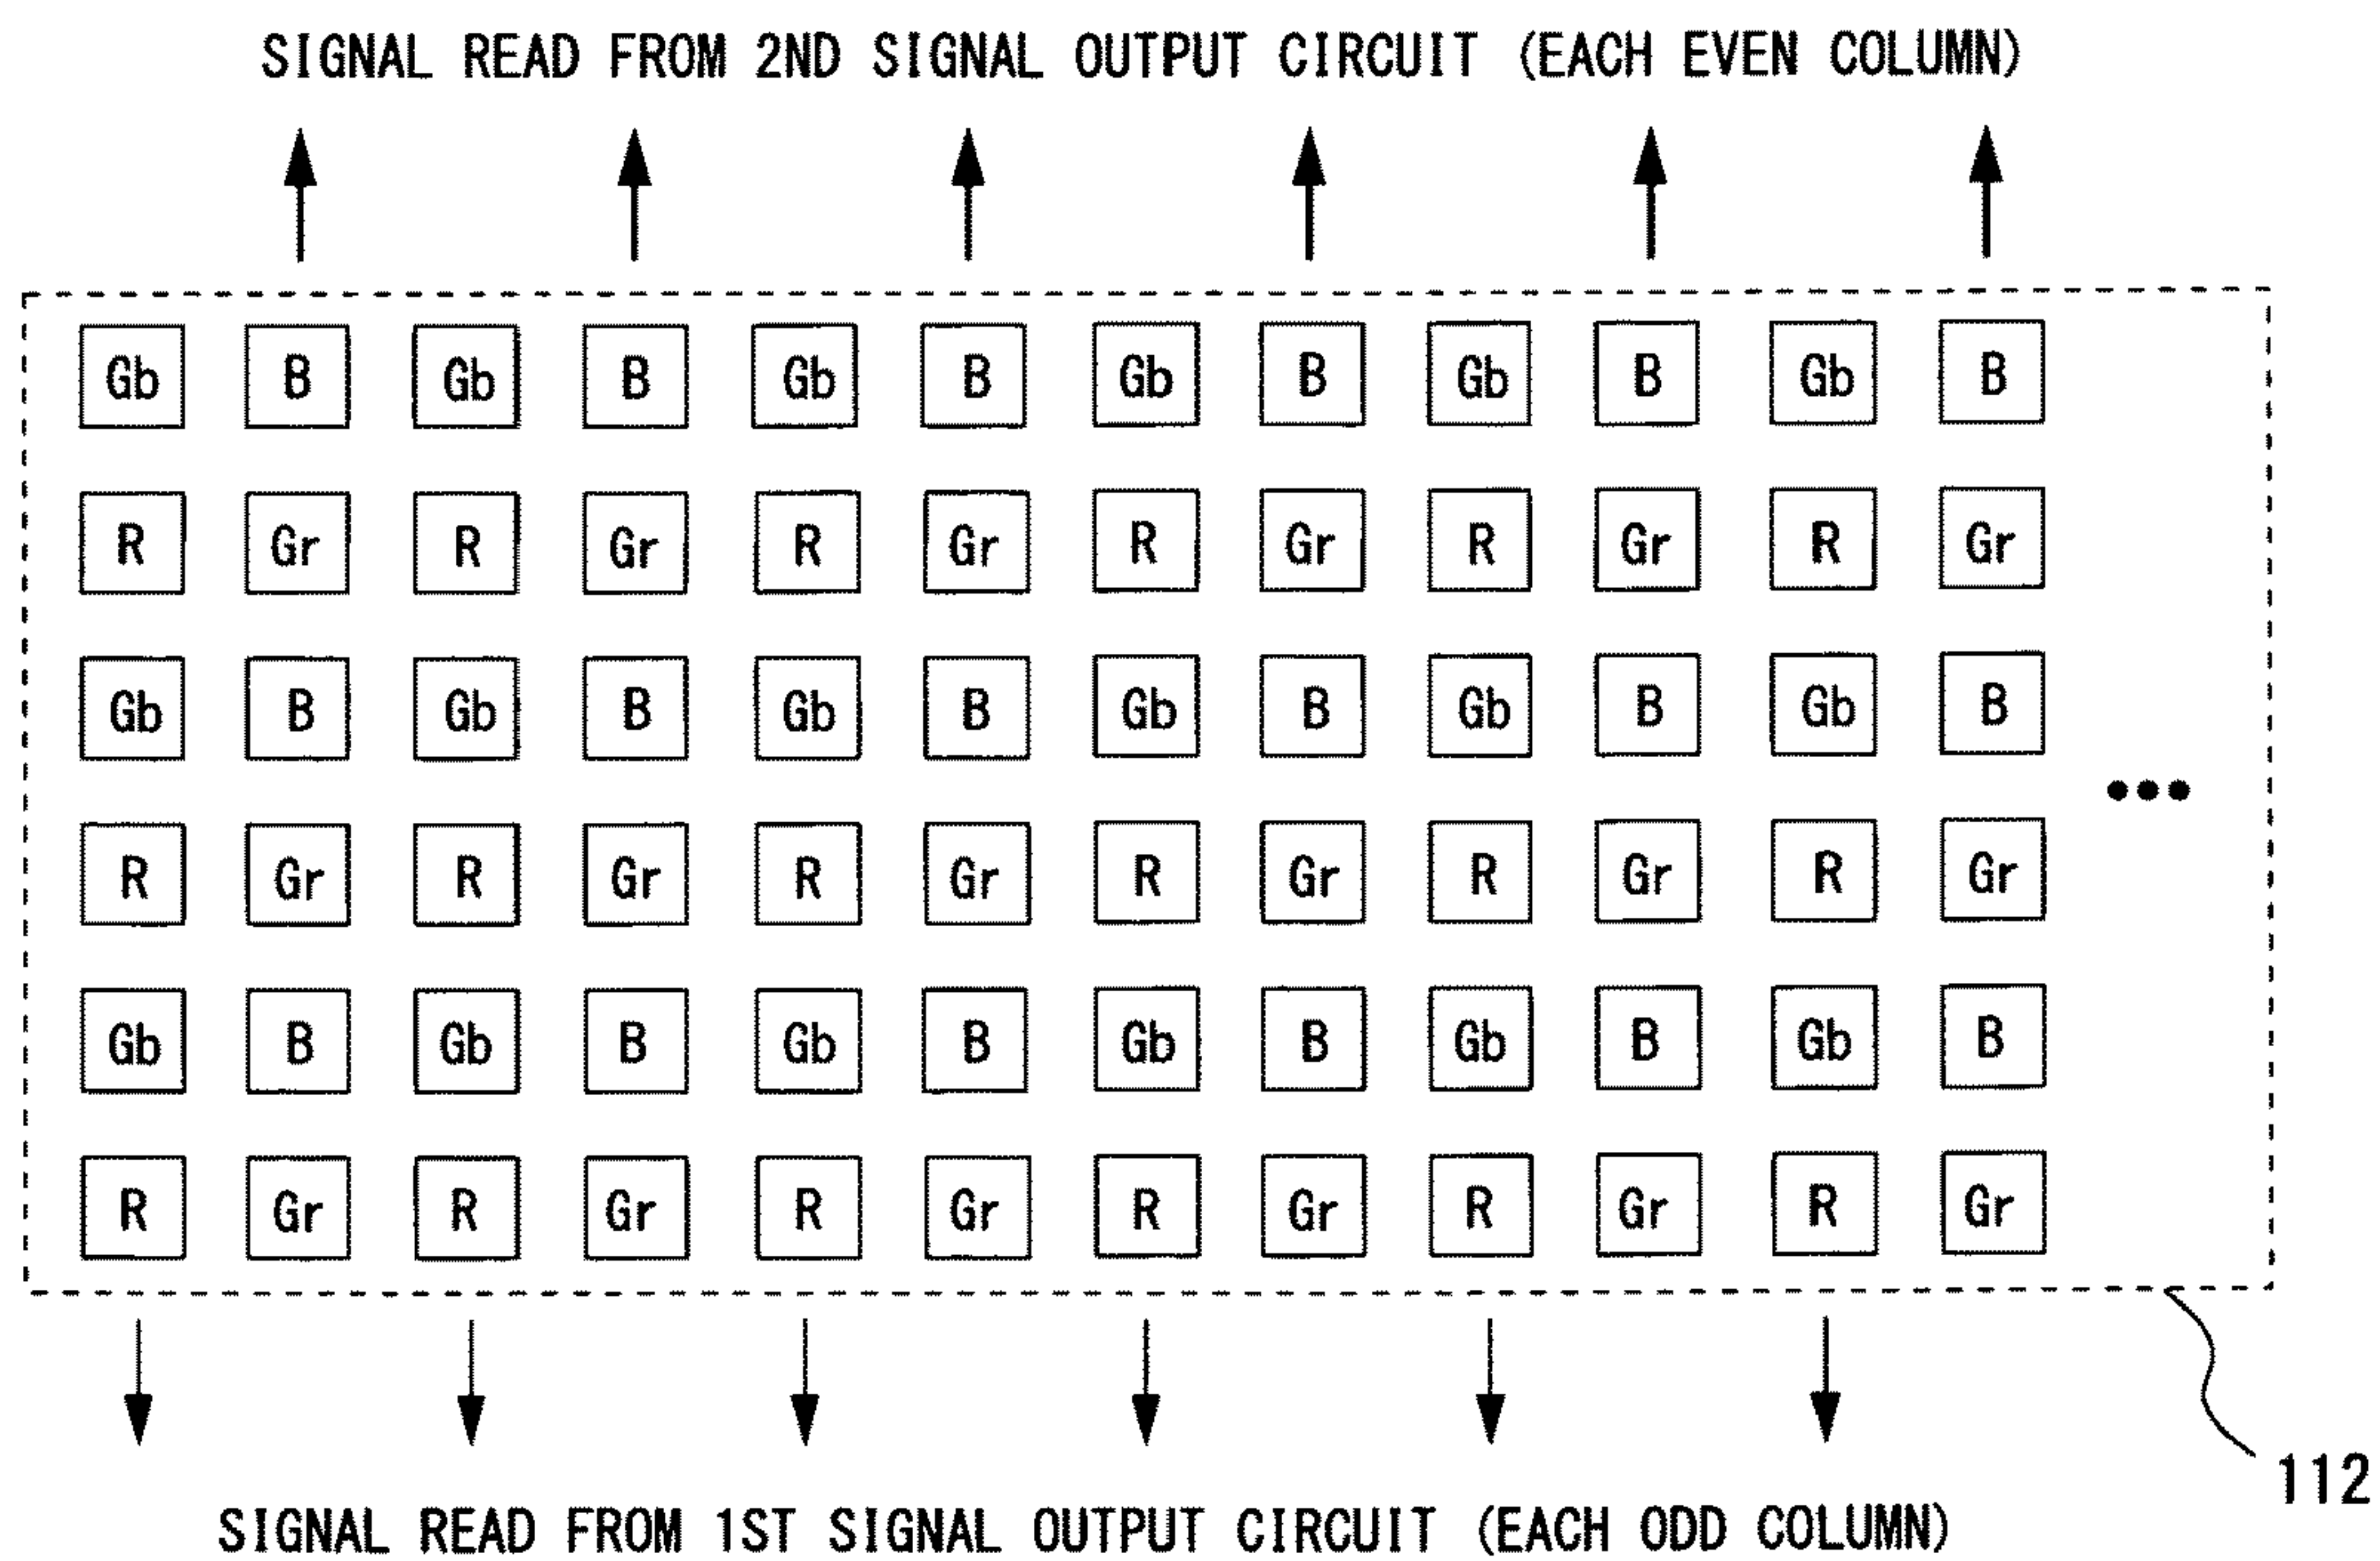 SIGNAL READ FROM 2ND SIGNAL OUTPUT CIRCUIT (EACH EVEN COLUMN)
Gb B Gb B Gb B Gb B Gb B Gb B
R Gr R Gr R Gr R Gr R Gr R Gr
Gb B Gb B Gb B Gb B Gb B Gb B
•••
R Gr R Gr R Gr R Gr R Gr R Gr
Gb B Gb B Gb B Gb B Gb B Gb B
R Gr R Gr R Gr R Gr R Gr R Gr
112
SIGNAL READ FROM 1ST SIGNAL OUTPUT CIRCUIT (EACH ODD COLUMN)